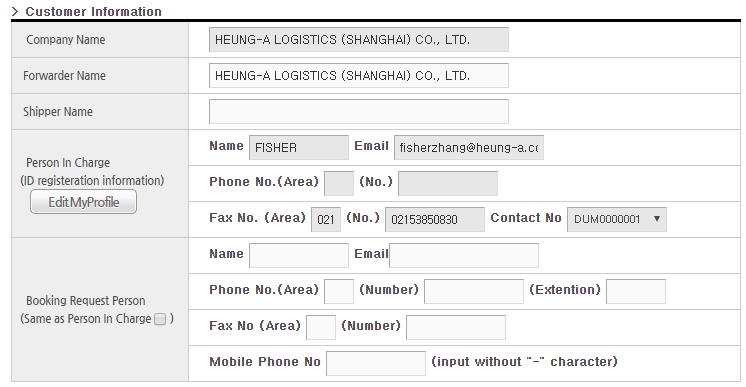 > Customer Information
Company Name HEUNG-A LOGISTICS (SHANGHAI) CO., LTD.
Forwarder Name HEUNG-A LOGISTICS (SHANGHAI) CO., LTD.
Shipper Name
Name FISHER Email fisherzhang@heung-a.co
Person In Charge
(ID registeration information)
EditMyProfile
Phone No.(Area) (No.)
Fax No. (Area) 021 (No.) 02153850830 Contact No DUM0000001 ▼
Name Email
Phone No.(Area) (Number) (Extention)
Booking Request Person
(Same as Person In Charge )
Fax No (Area) (Number)
Mobile Phone No (input without "-" character)